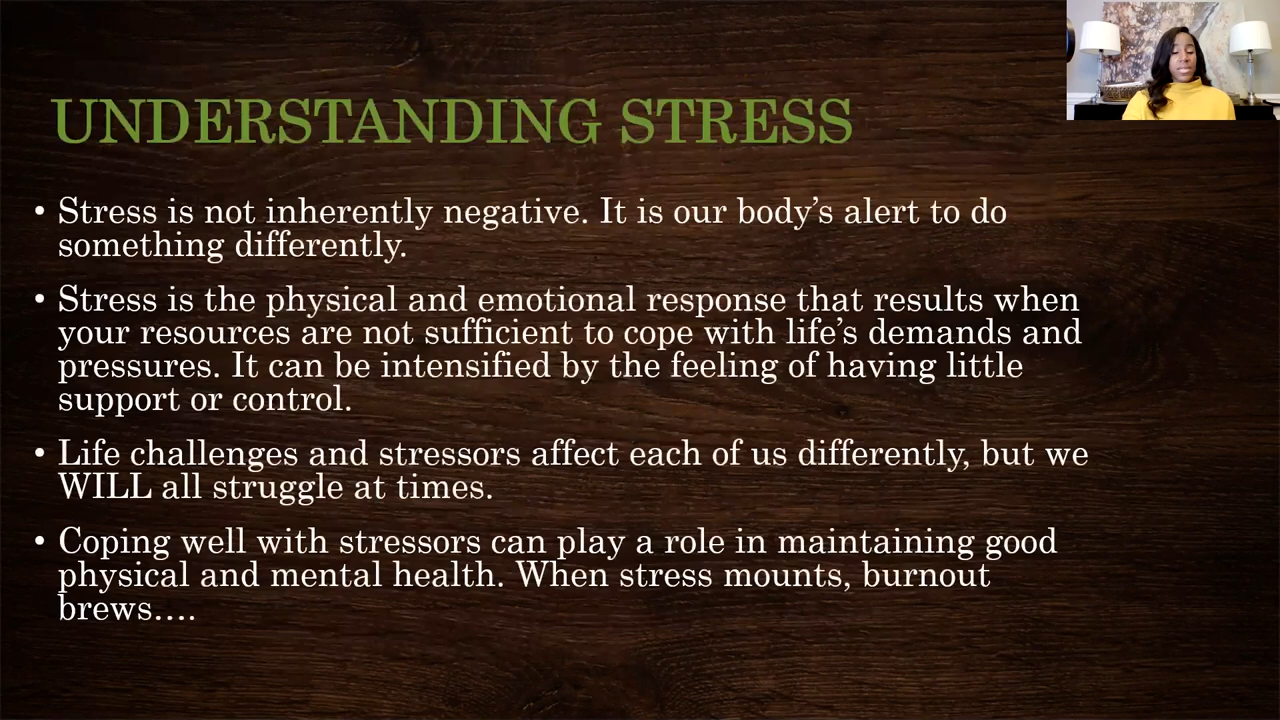 UNDERSTANDING STRESS
• Stress is not inherently negative. It is our body’s alert to do
something differently.
• Stress is the physical and emotional response that results when
your resources are not sufficient to cope with life’s demands and
pressures. It can be intensified by the feeling of having little
support or control.
• Life challenges and stressors affect each of us differently, but we
WILL all struggle at times.
• Coping well with stressors can play a role in maintaining good
physical and mental health. When stress mounts, burnout
brews….